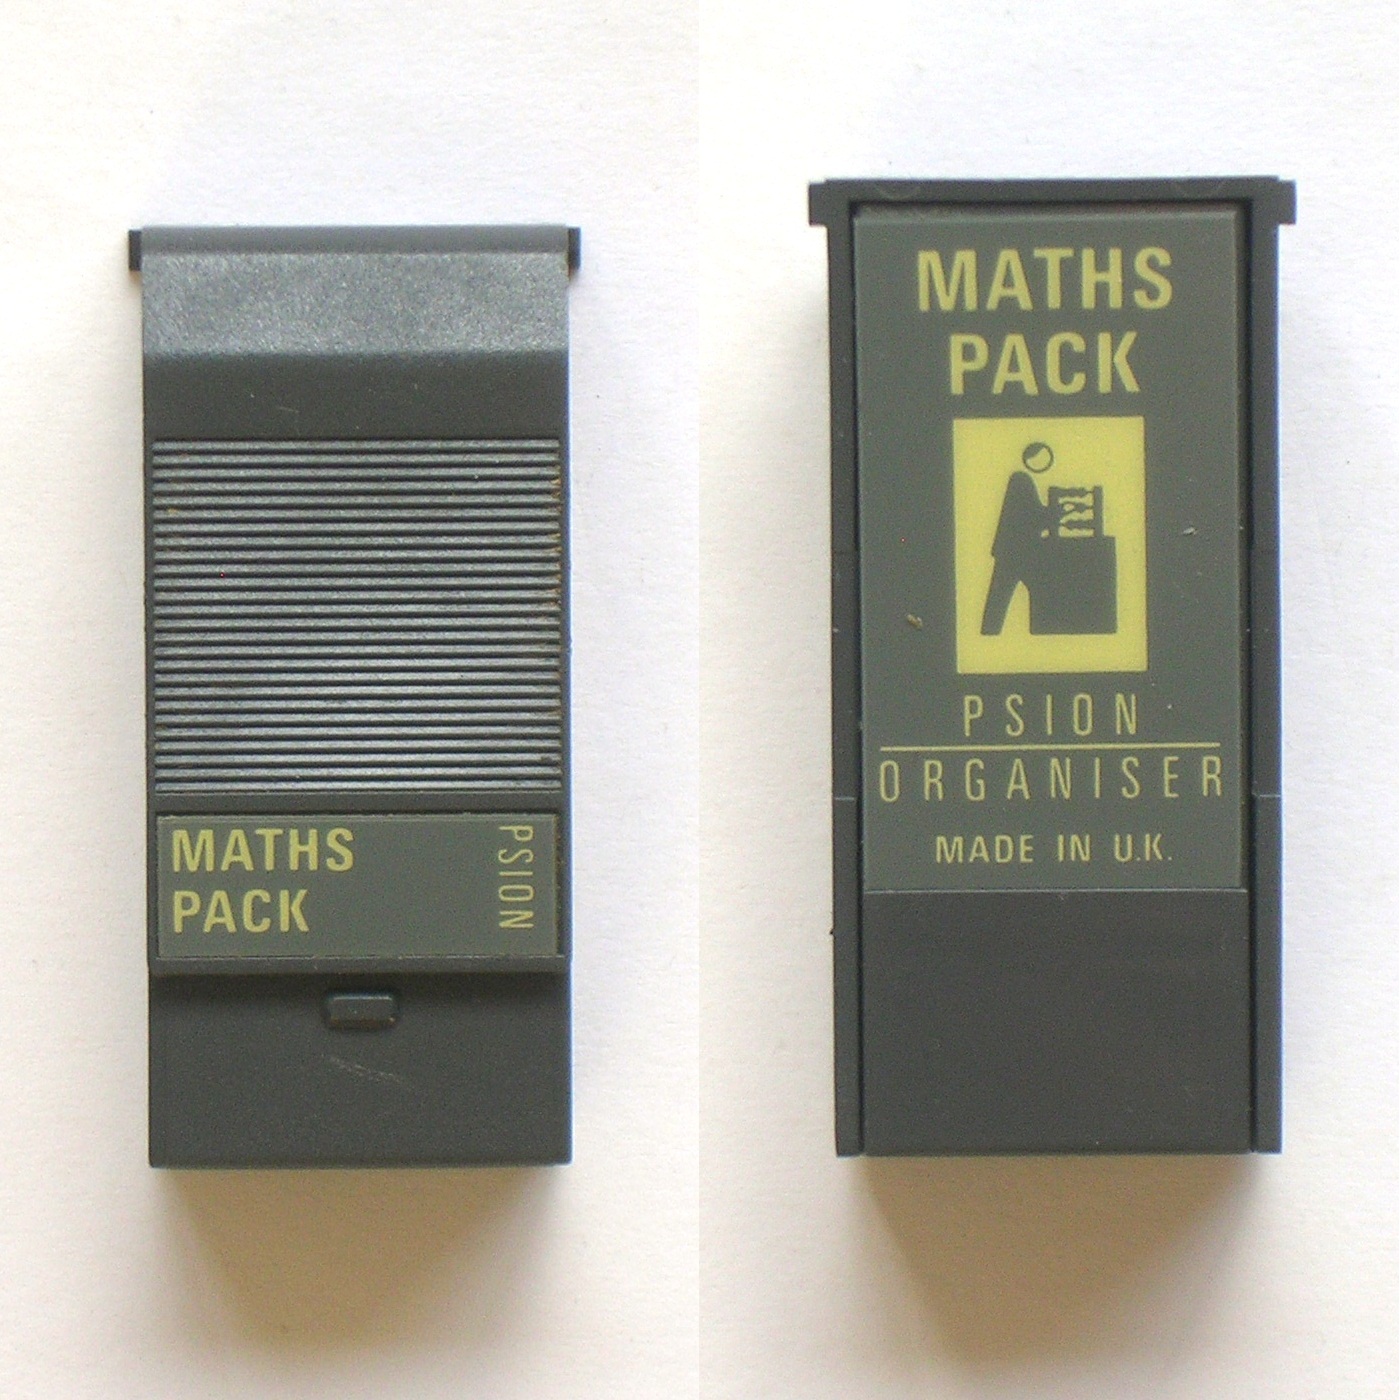 MATHS
PACK
PSION
MATHS
PACK
PSION
ORGANISER
MADE IN U.K.